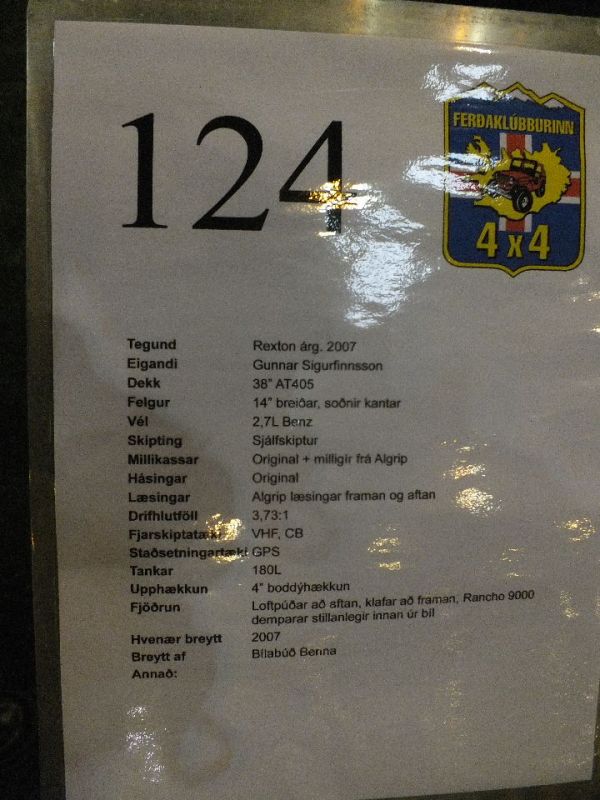 124
FERÐAKLÚBBURINN
4x4
Tegund Rexton árg. 2007
Eigandi Gunnar Sigurfinnsson
Dekk 38" AT405
Felgur 14" breiðar, soðnir kantar
Vél 2,7L Benz
Skipting Sjálfskiptur
Millikassar Original + milligír frá Algrip
Hásingar Original
Læsingar Algrip læsingar framan og aftan
Drifhlutföll 3,73:1
Fjarskiptatæki VHF, CB
Staðsetningartæki GPS
Tankar 180L
Upphækkun 4" boddýhækkun
Fjöðrun Loftpúðar að aftan, klafar að framan, Rancho 9000
demparar stillanlegir innan úr bíl
Hvenær breytt 2007
Breytt af Bílabúð Benna
Annað: